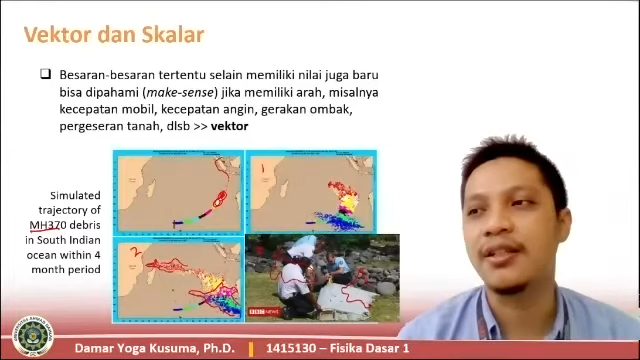 Vektor dan Skalar
Besaran-besaran tertentu selain memiliki nilai juga baru
bisa dipahami (make-sense) jika memiliki arah, misalnya
kecepatan mobil, kecepatan angin, gerakan ombak,
pergeseran tanah, dlsb >> vektor
Simulated
trajectory of
MH370 debris
in South Indian
ocean within 4
month period
1
2
BBC NEWS
Damar Yoga Kusuma, Ph.D.
1415130 – Fisika Dasar 1